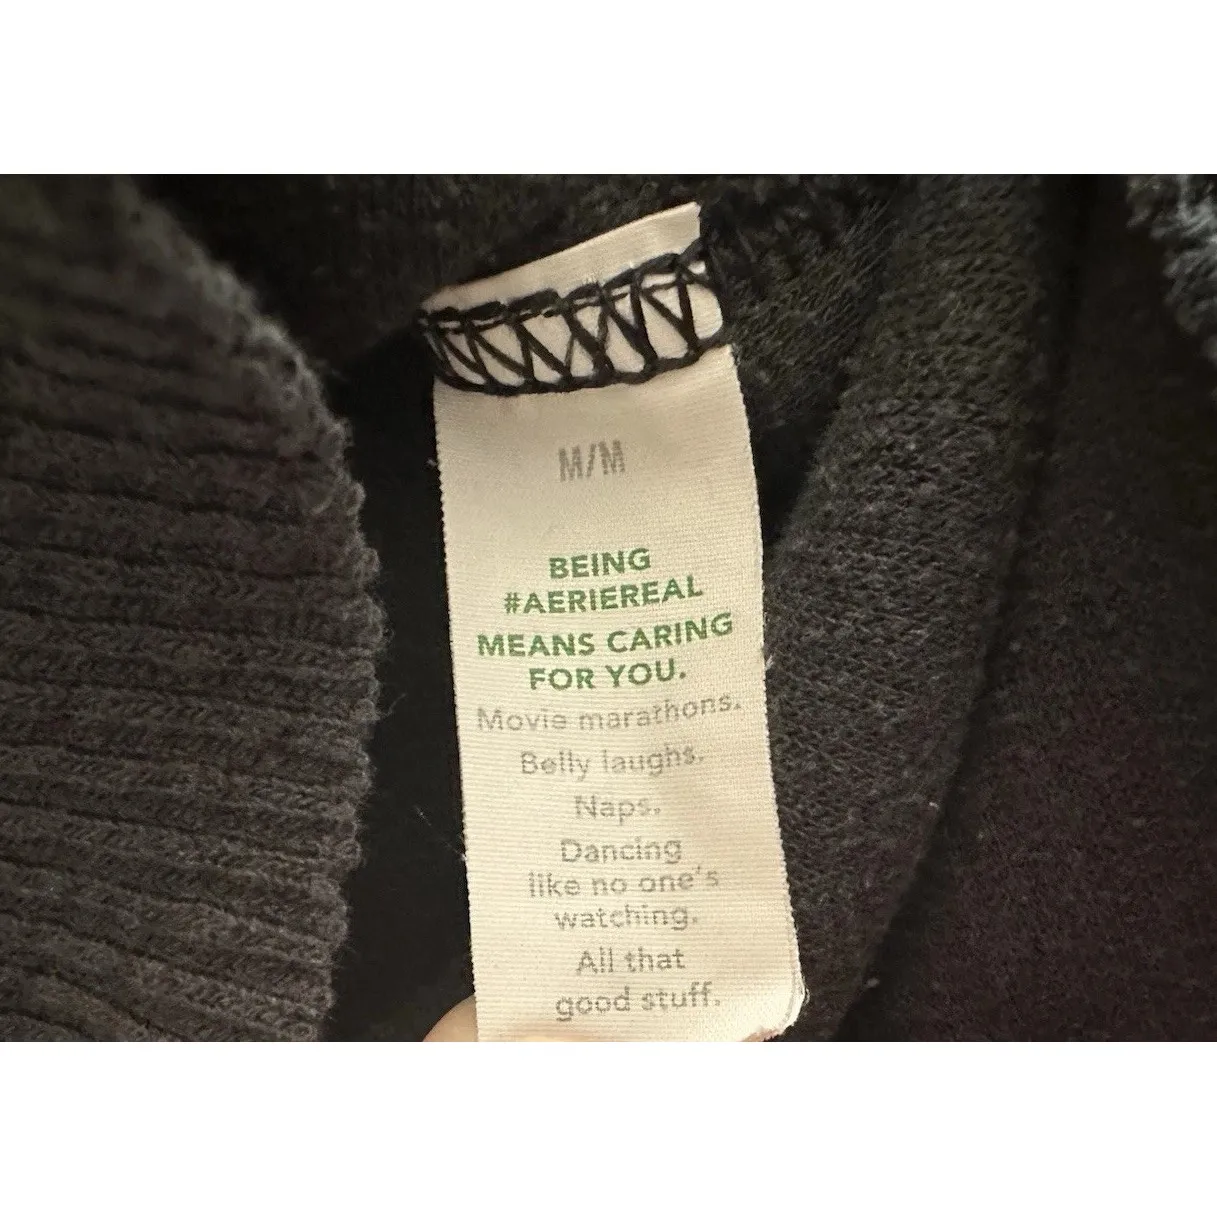 M/M
BEING
#AERIEREAL
MEANS CARING
FOR YOU.
Movie marathons.
Belly laughs.
Naps.
Dancing
like no one's
watching.
All that
good stuff.